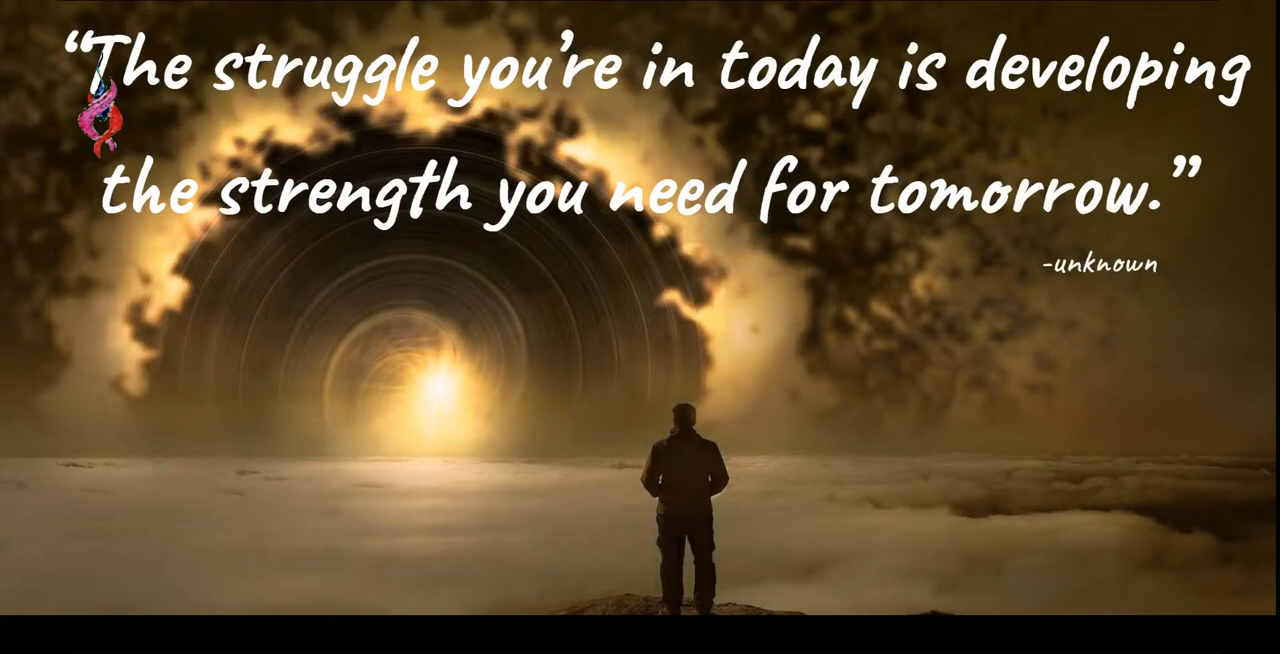 “The struggle you’re in today is developing
the strength you need for tomorrow.”
-unknown